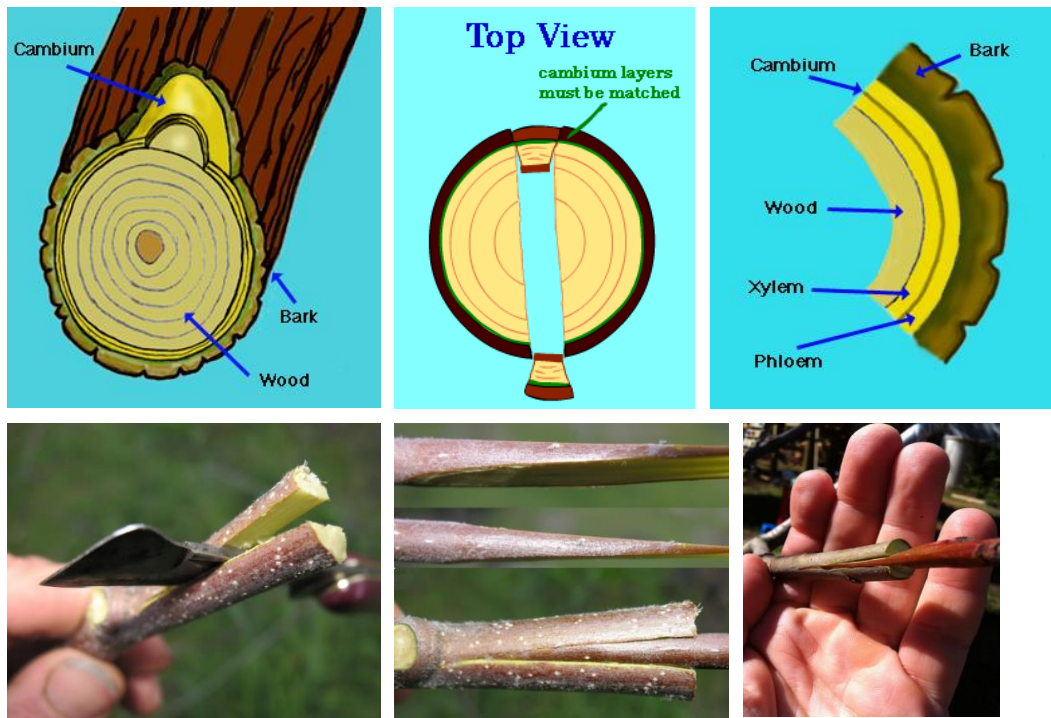 Cambium
Bark
Wood
Top View
cambium layers
must be matched
Cambium
Bark
Wood
Xylem
Phloem